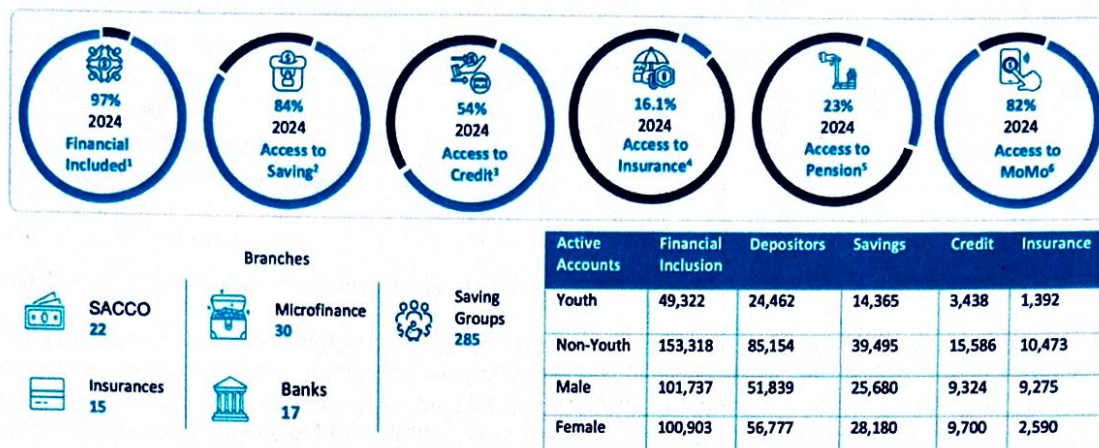 97%
2024
Financial
Included¹
84%
2024
Access to
Saving²
54%
2024
Access to
Credit³
16.1%
2024
Access to
Insurance⁴
23%
2024
Access to
Pension⁵
82%
2024
Access to
MoMo⁶
Branches
SACCO
22
Microfinance
30
Saving
Groups
285
Insurances
15
Banks
17
Active Accounts Financial Inclusion Depositors Savings Credit Insurance
Youth 49,322 24,462 14,365 3,438 1,392
Non-Youth 153,318 85,154 39,495 15,586 10,473
Male 101,737 51,839 25,680 9,324 9,275
Female 100,903 56,777 28,180 9,700 2,590